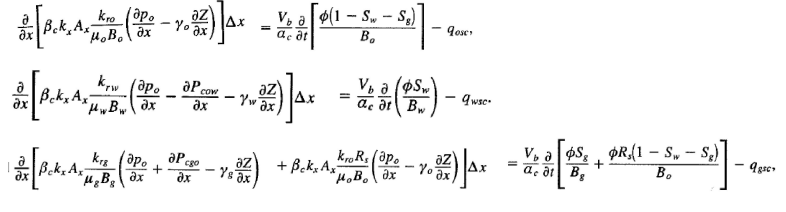 ∂/∂x[β_c k_x A_x k_ro/(μ_o B_o) (∂p_o/∂x − γ_o ∂Z/∂x)]Δx = V_b/a_c ∂/∂t[ϕ(1 − S_w − S_g)/B_o] − q_osc,
∂/∂x[β_c k_x A_x k_rw/(μ_w B_w) (∂p_o/∂x − ∂P_cow/∂x − γ_w ∂Z/∂x)]Δx = V_b/a_c ∂/∂t(ϕS_w/B_w) − q_wsc.
∂/∂x[β_c k_x A_x k_rg/(μ_g B_g) (∂p_o/∂x + ∂P_cgo/∂x − γ_g ∂Z/∂x) + β_c k_x A_x k_ro R_s/(μ_o B_o) (∂p_o/∂x − γ_o ∂Z/∂x)]Δx = V_b/a_c ∂/∂t[ϕS_g/B_g + ϕR_s(1 − S_w − S_g)/B_o] − q_gsc,